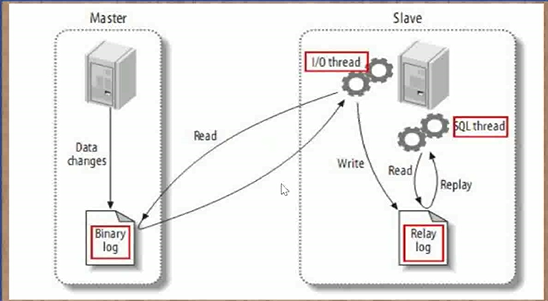 Master
Slave
I/O thread
SQL thread
Data
changes
Read
Write
Read
Replay
Binary
log
Relay
log